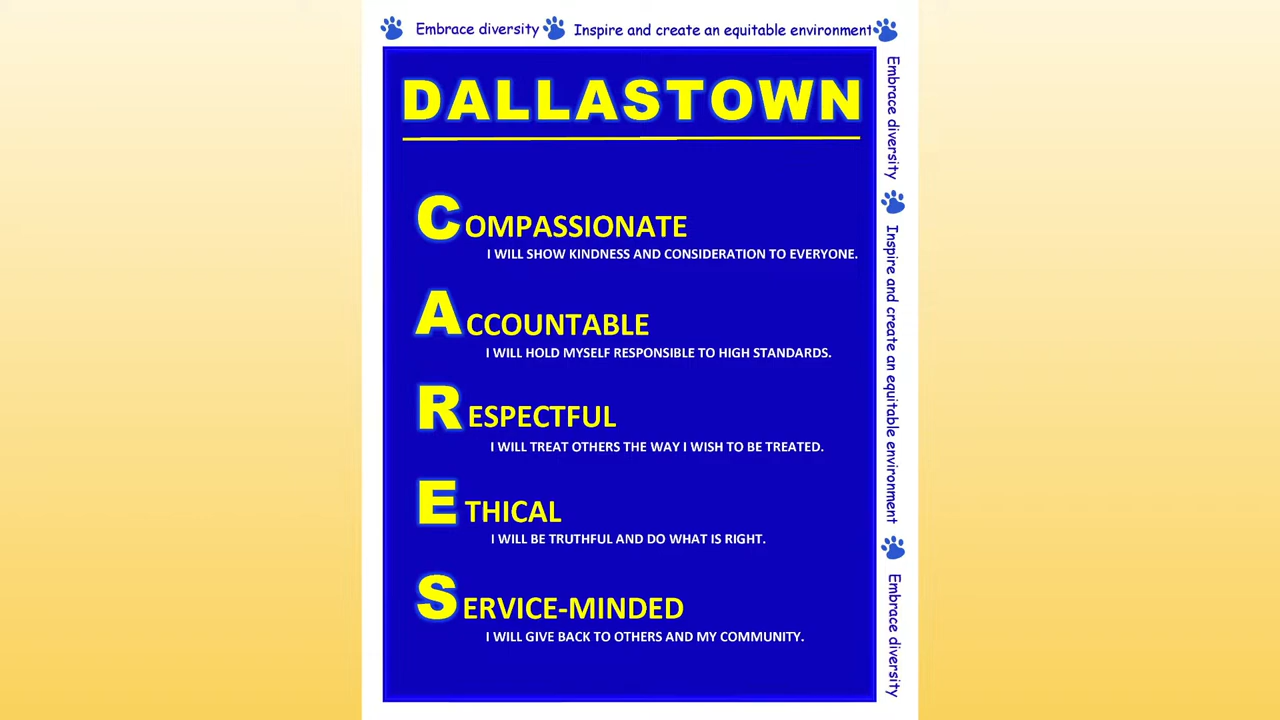 Embrace diversity Inspire and create an equitable environment
DALLASTOWN
COMPASSIONATE
I WILL SHOW KINDNESS AND CONSIDERATION TO EVERYONE.
ACCOUNTABLE
I WILL HOLD MYSELF RESPONSIBLE TO HIGH STANDARDS.
RESPECTFUL
I WILL TREAT OTHERS THE WAY I WISH TO BE TREATED.
ETHICAL
I WILL BE TRUTHFUL AND DO WHAT IS RIGHT.
SERVICE-MINDED
I WILL GIVE BACK TO OTHERS AND MY COMMUNITY.
Embrace diversity Inspire and create an equitable environment Embrace diversity